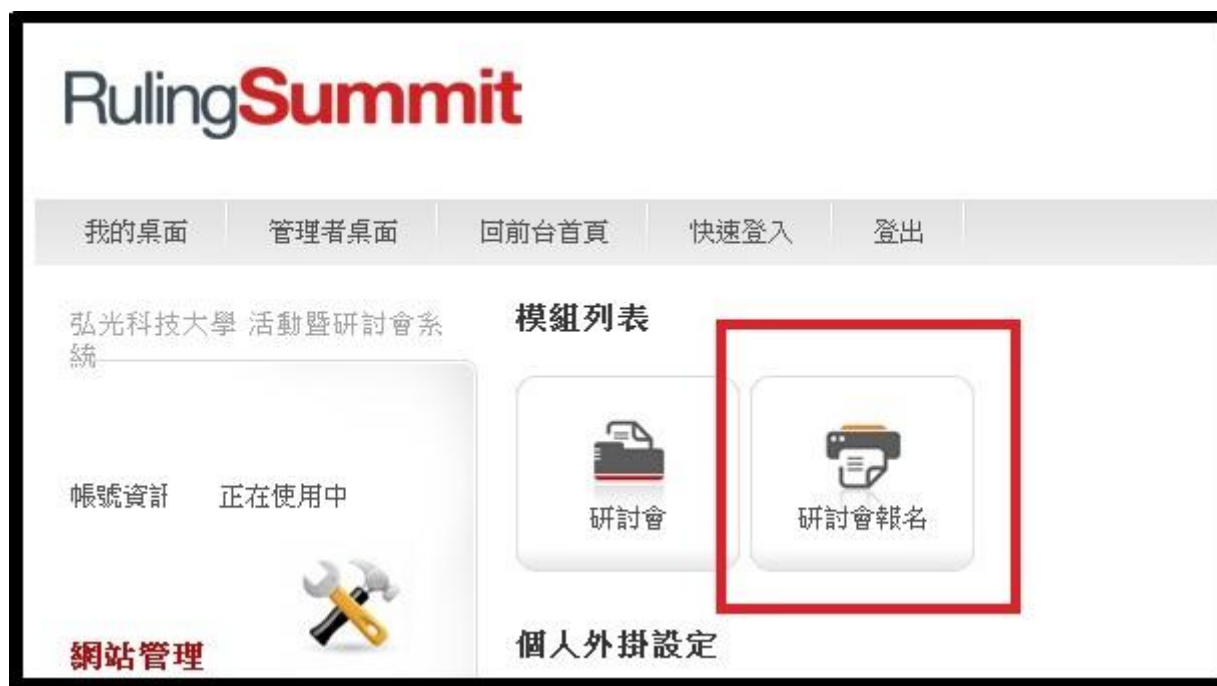 RulingSummit
我的桌面 管理者桌面 回前台首頁 快速登入 登出
弘光科技大學 活動暨研討會系
統
模組列表
研討會 研討會報名
帳號資訊 正在使用中
網站管理
個人外掛設定